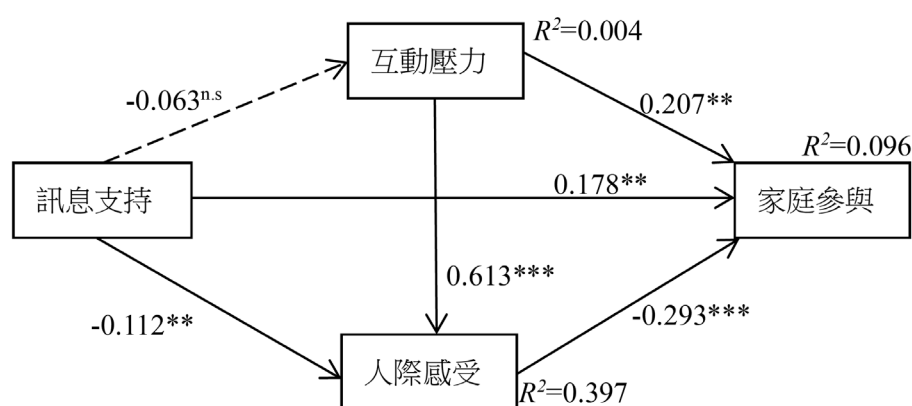 R²=0.004
互動壓力
-0.063ⁿ·ˢ
0.207**
R²=0.096
訊息支持
0.178**
家庭參與
0.613***
-0.112**
-0.293***
人際感受
R²=0.397